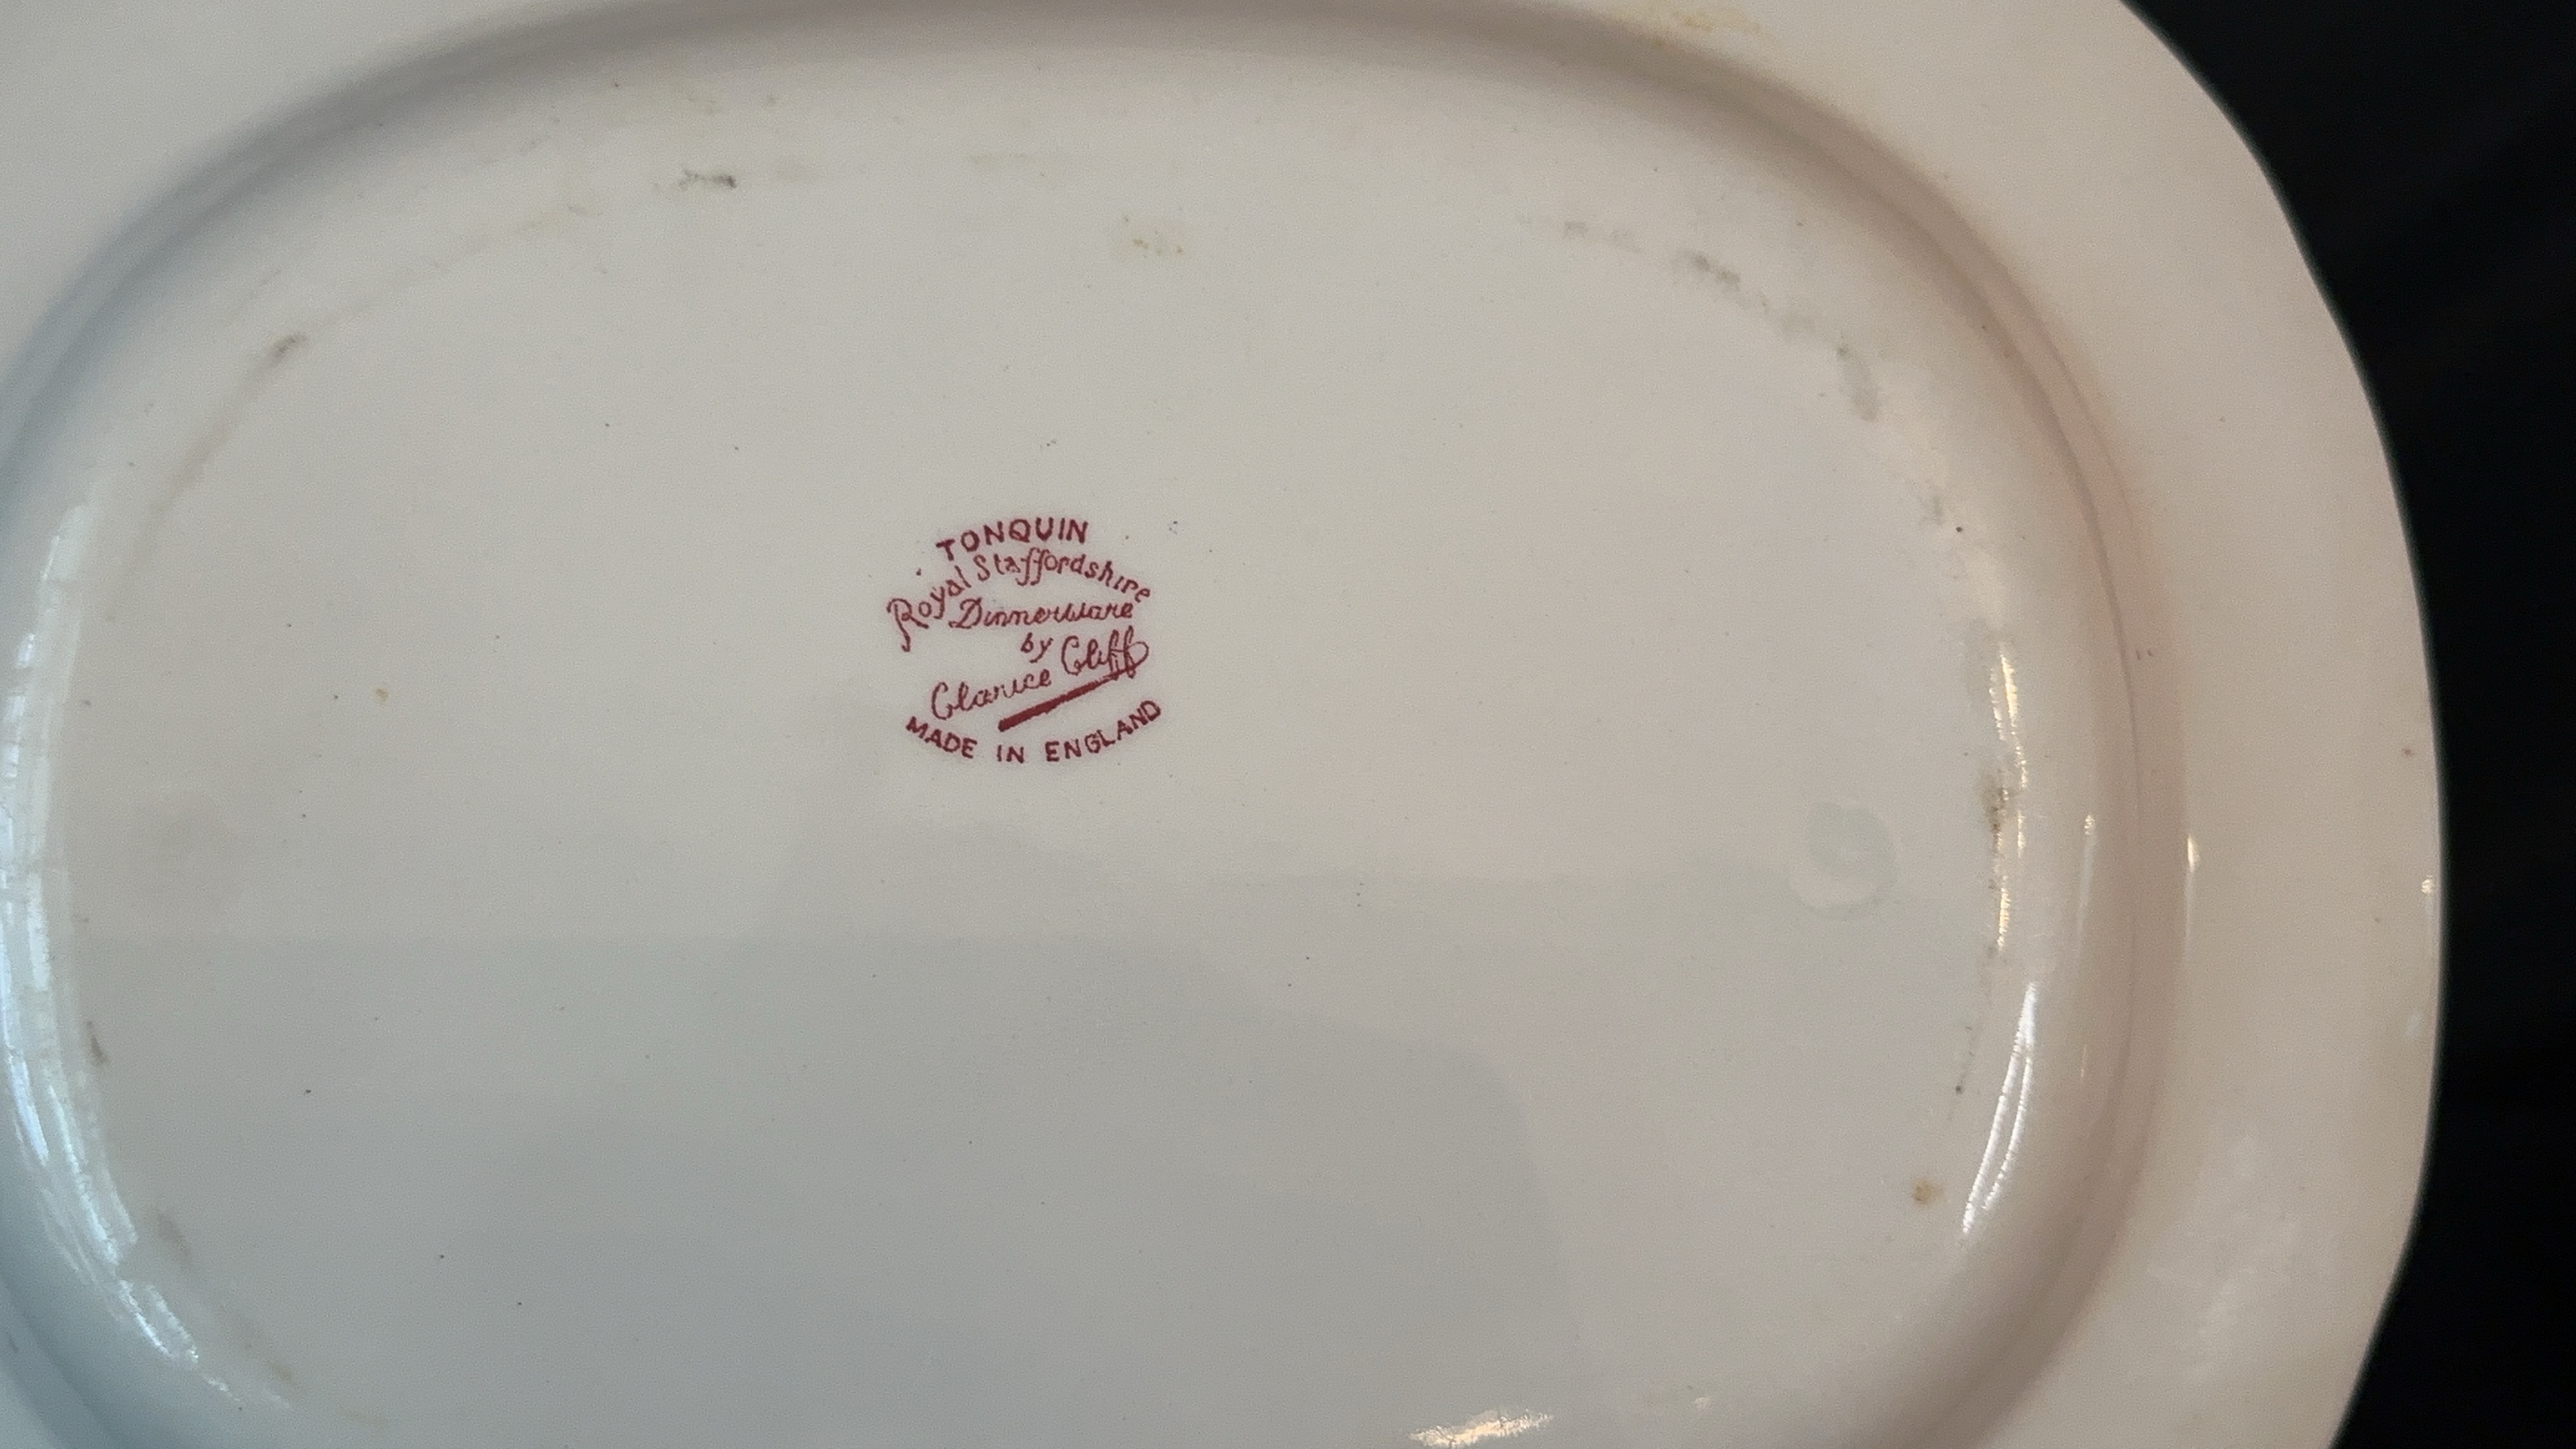 TONQUIN
Royal Staffordshire
Dinnerware
by
Clarice Cliff
MADE IN ENGLAND